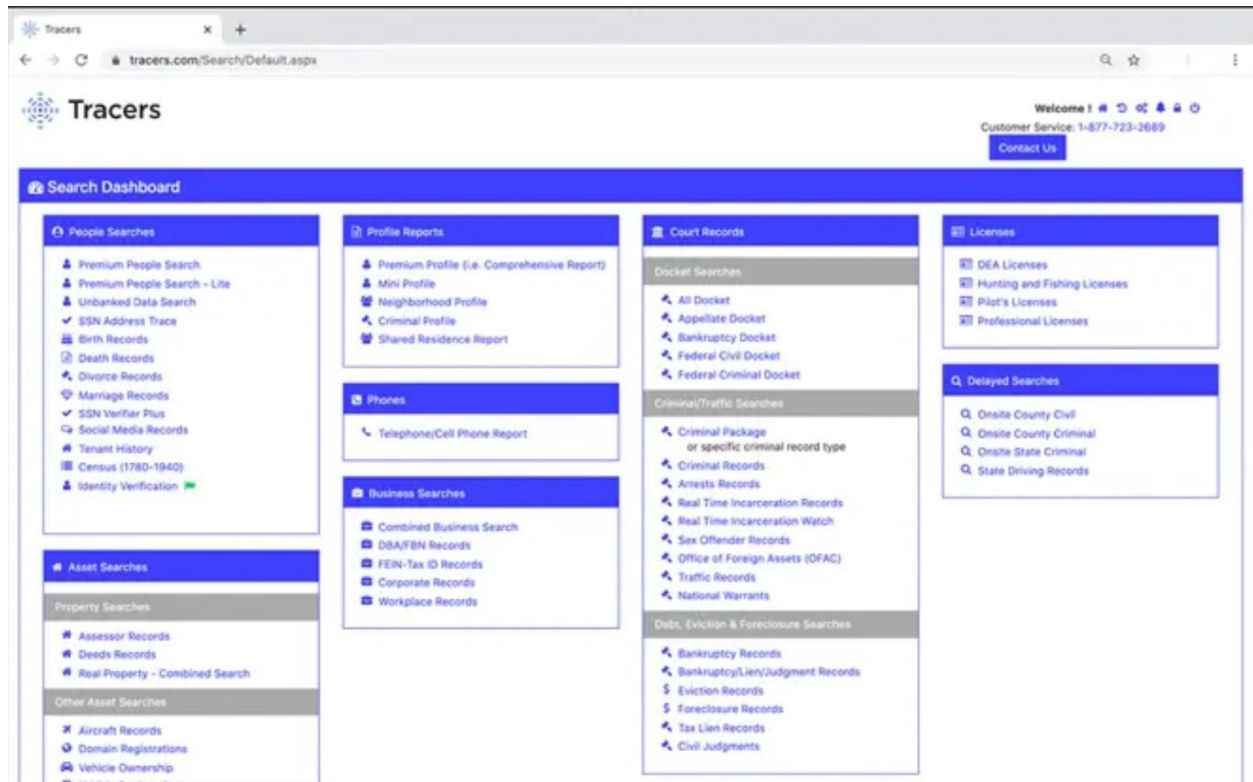 Tracers
tracers.com/Search/Default.aspx
Tracers
Welcome !
Customer Service: 1-877-723-2689
Contact Us
Search Dashboard
People Searches
Premium People Search
Premium People Search - Lite
Unbanked Data Search
SSN Address Trace
Birth Records
Death Records
Divorce Records
Marriage Records
SSN Verifier Plus
Social Media Records
Tenant History
Census (1780-1940)
Identity Verification
Asset Searches
Property Searches
Assessor Records
Deeds Records
Real Property - Combined Search
Other Asset Searches
Aircraft Records
Domain Registrations
Vehicle Ownership
Profile Reports
Premium Profile (i.e. Comprehensive Report)
Mini Profile
Neighborhood Profile
Criminal Profile
Shared Residence Report
Phones
Telephone/Cell Phone Report
Business Searches
Combined Business Search
DBA/FBN Records
FEIN-Tax ID Records
Corporate Records
Workplace Records
Court Records
Docket Searches
All Docket
Appellate Docket
Bankruptcy Docket
Federal Civil Docket
Federal Criminal Docket
Criminal/Traffic Searches
Criminal Package
or specific criminal record type
Criminal Records
Arrests Records
Real Time Incarceration Records
Real Time Incarceration Watch
Sex Offender Records
Office of Foreign Assets (OFAC)
Traffic Records
National Warrants
Debt, Eviction & Foreclosure Searches
Bankruptcy Records
Bankruptcy/Lien/Judgment Records
Eviction Records
Foreclosure Records
Tax Lien Records
Civil Judgments
Licenses
DEA Licenses
Hunting and Fishing Licenses
Pilot's Licenses
Professional Licenses
Delayed Searches
Onsite County Civil
Onsite County Criminal
Onsite State Criminal
State Driving Records